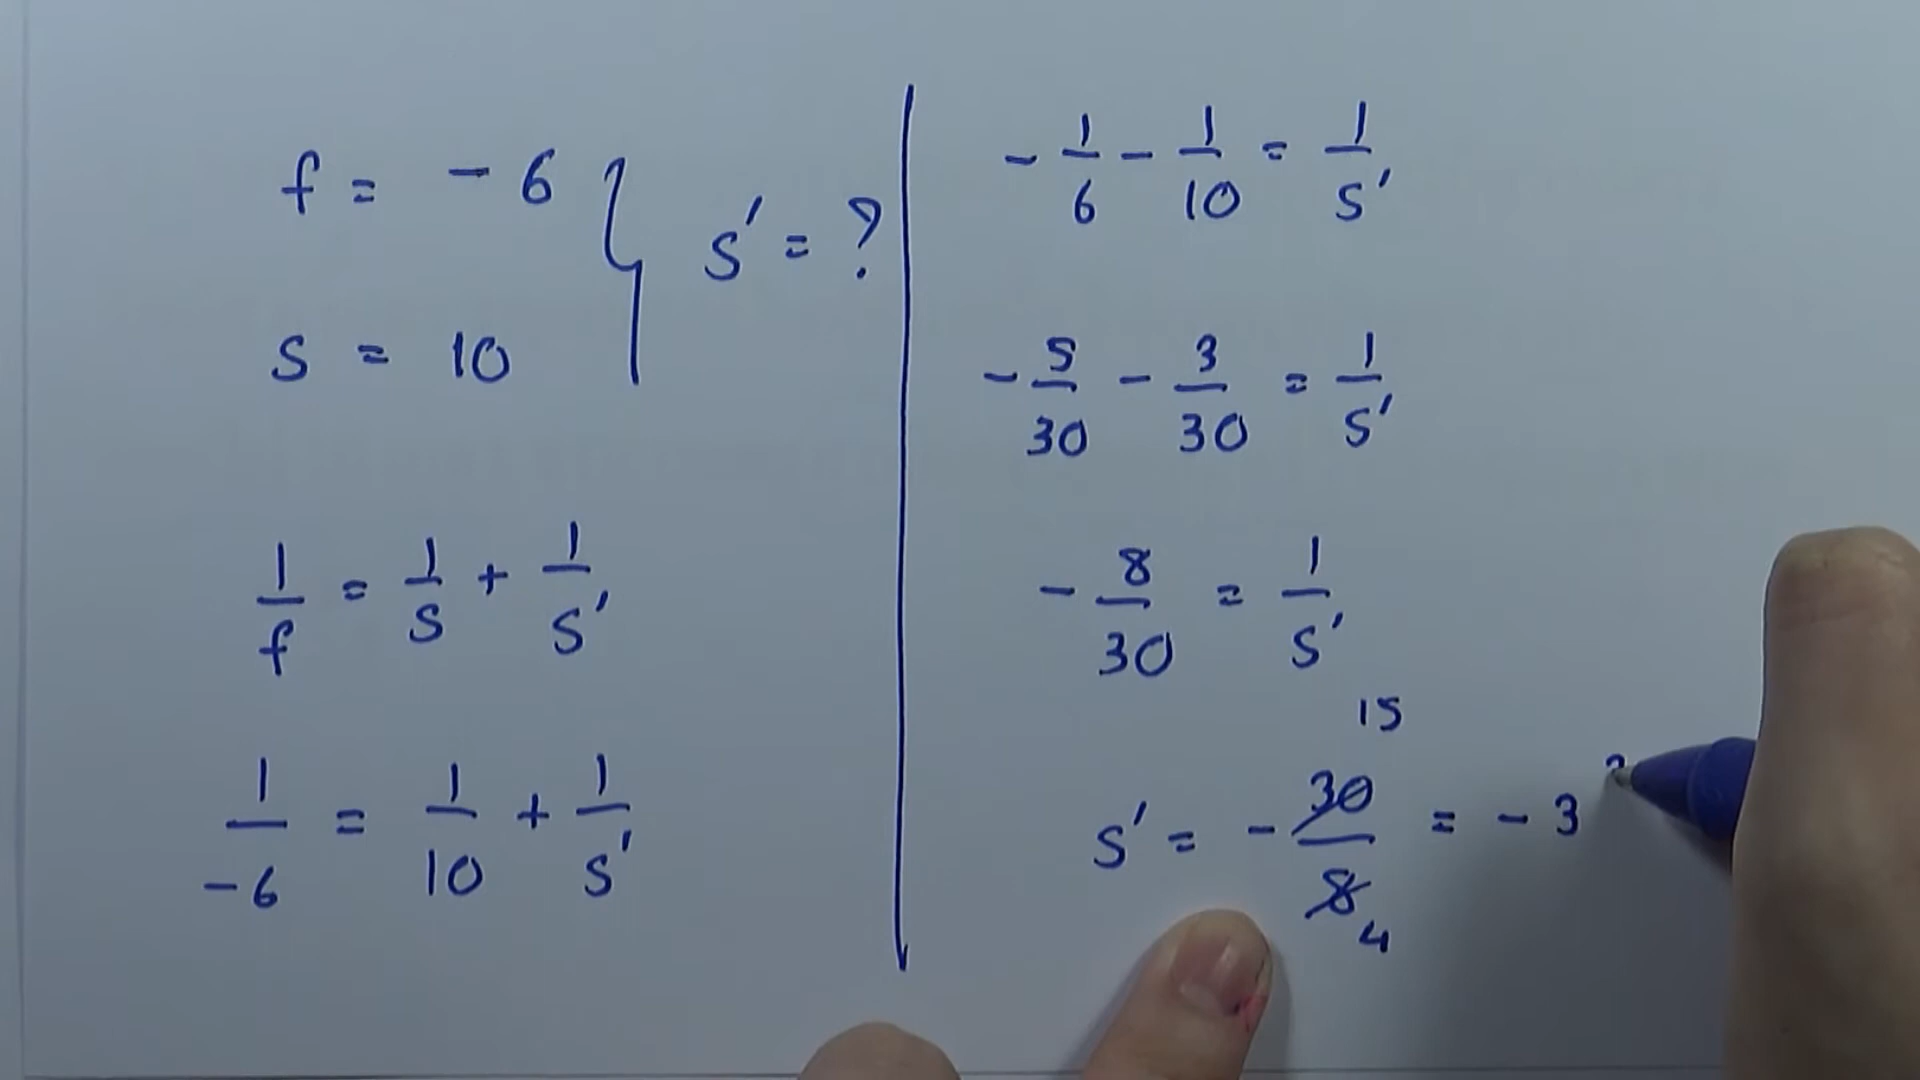 f = - 6
s = 10
s' = ?
1/f = 1/s + 1/s'
1/-6 = 1/10 + 1/s'
- 1/6 - 1/10 = 1/s'
- 5/30 - 3/30 = 1/s'
- 8/30 = 1/s'
15
s' = - 30/8 = - 3
4